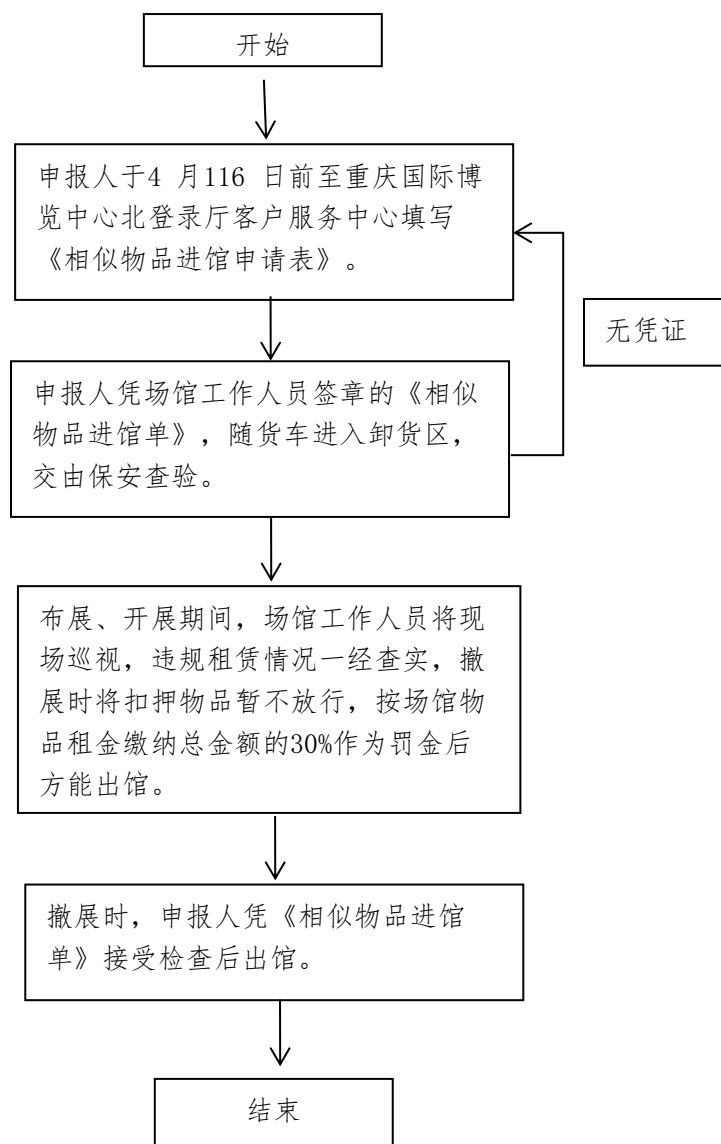 开始
申报人于4 月116 日前至重庆国际博
览中心北登录厅客户服务中心填写
《相似物品进馆申请表》。
无凭证
申报人凭场馆工作人员签章的《相似
物品进馆单》，随货车进入卸货区，
交由保安查验。
布展、开展期间，场馆工作人员将现
场巡视，违规租赁情况一经查实，撤
展时将扣押物品暂不放行，按场馆物
品租金缴纳总金额的30%作为罚金后
方能出馆。
撤展时，申报人凭《相似物品进馆
单》接受检查后出馆。
结束